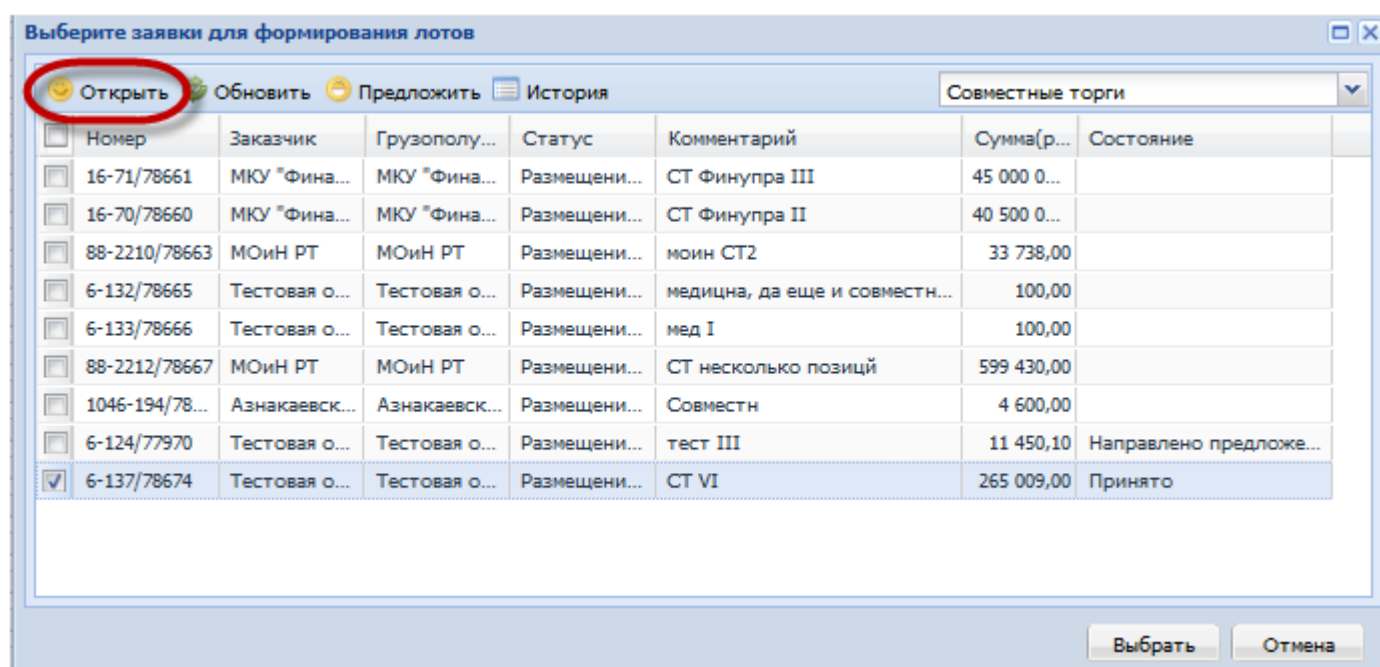 Выберите заявки для формирования лотов
Открыть Обновить Предложить История Совместные торги
Номер Заказчик Грузополу... Статус Комментарий Сумма(р... Состояние
16-71/78661 МКУ "Фина... МКУ "Фина... Размещени... СТ Финупра III 45 000 0...
16-70/78660 МКУ "Фина... МКУ "Фина... Размещени... СТ Финупра II 40 500 0...
88-2210/78663 МОиН РТ МОиН РТ Размещени... моин СТ2 33 738,00
6-132/78665 Тестовая о... Тестовая о... Размещени... медицна, да еще и совместн... 100,00
6-133/78666 Тестовая о... Тестовая о... Размещени... мед I 100,00
88-2212/78667 МОиН РТ МОиН РТ Размещени... СТ несколько позицй 599 430,00
1046-194/78... Азнакаевск... Азнакаевск... Размещени... Совместн 4 600,00
6-124/77970 Тестовая о... Тестовая о... Размещени... тест III 11 450,10 Направлено предложе...
6-137/78674 Тестовая о... Тестовая о... Размещени... СТ VI 265 009,00 Принято
Выбрать Отмена